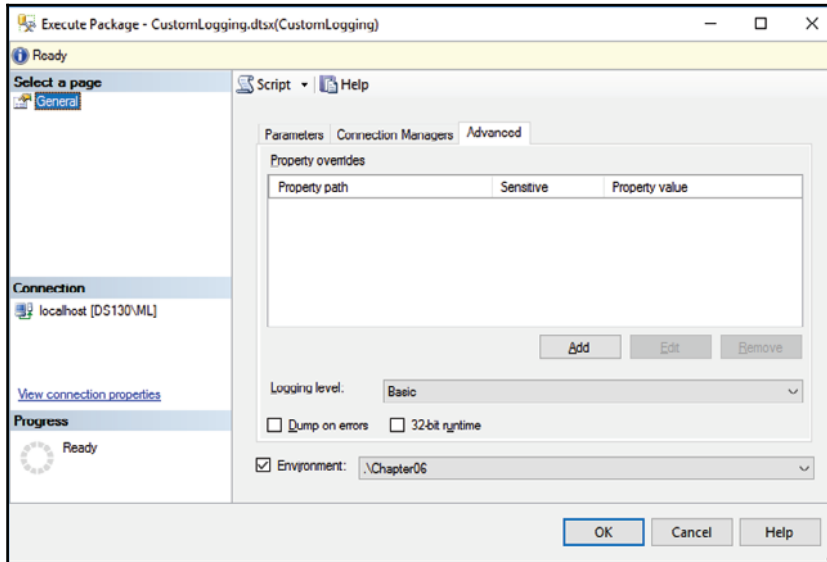 Execute Package - CustomLogging.dtsx(CustomLogging)
Ready
Select a page
General
Script
Help
Parameters
Connection Managers
Advanced
Property overrides
Property path
Sensitive
Property value
Add
Edit
Remove
Connection
localhost [DS130\ML]
View connection properties
Progress
Ready
Logging level:
Basic
Dump on errors
32-bit runtime
Environment:
.\Chapter06
OK
Cancel
Help